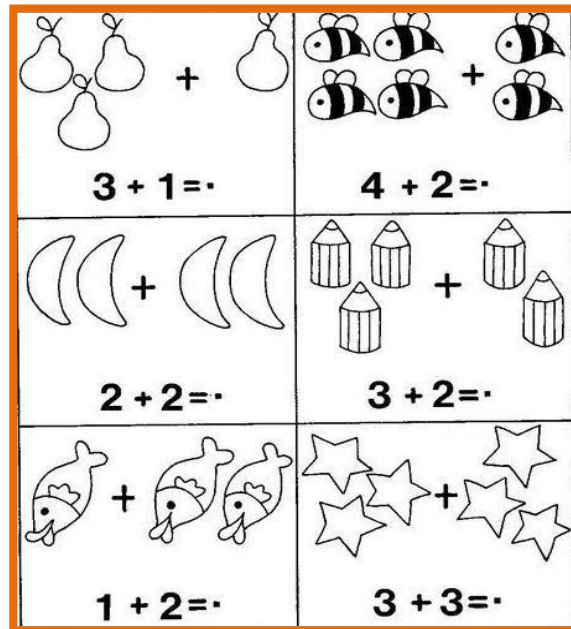 + +
3 + 1=· 4 + 2=·
+ +
2 + 2=· 3 + 2=·
+ +
1 + 2=· 3 + 3=·